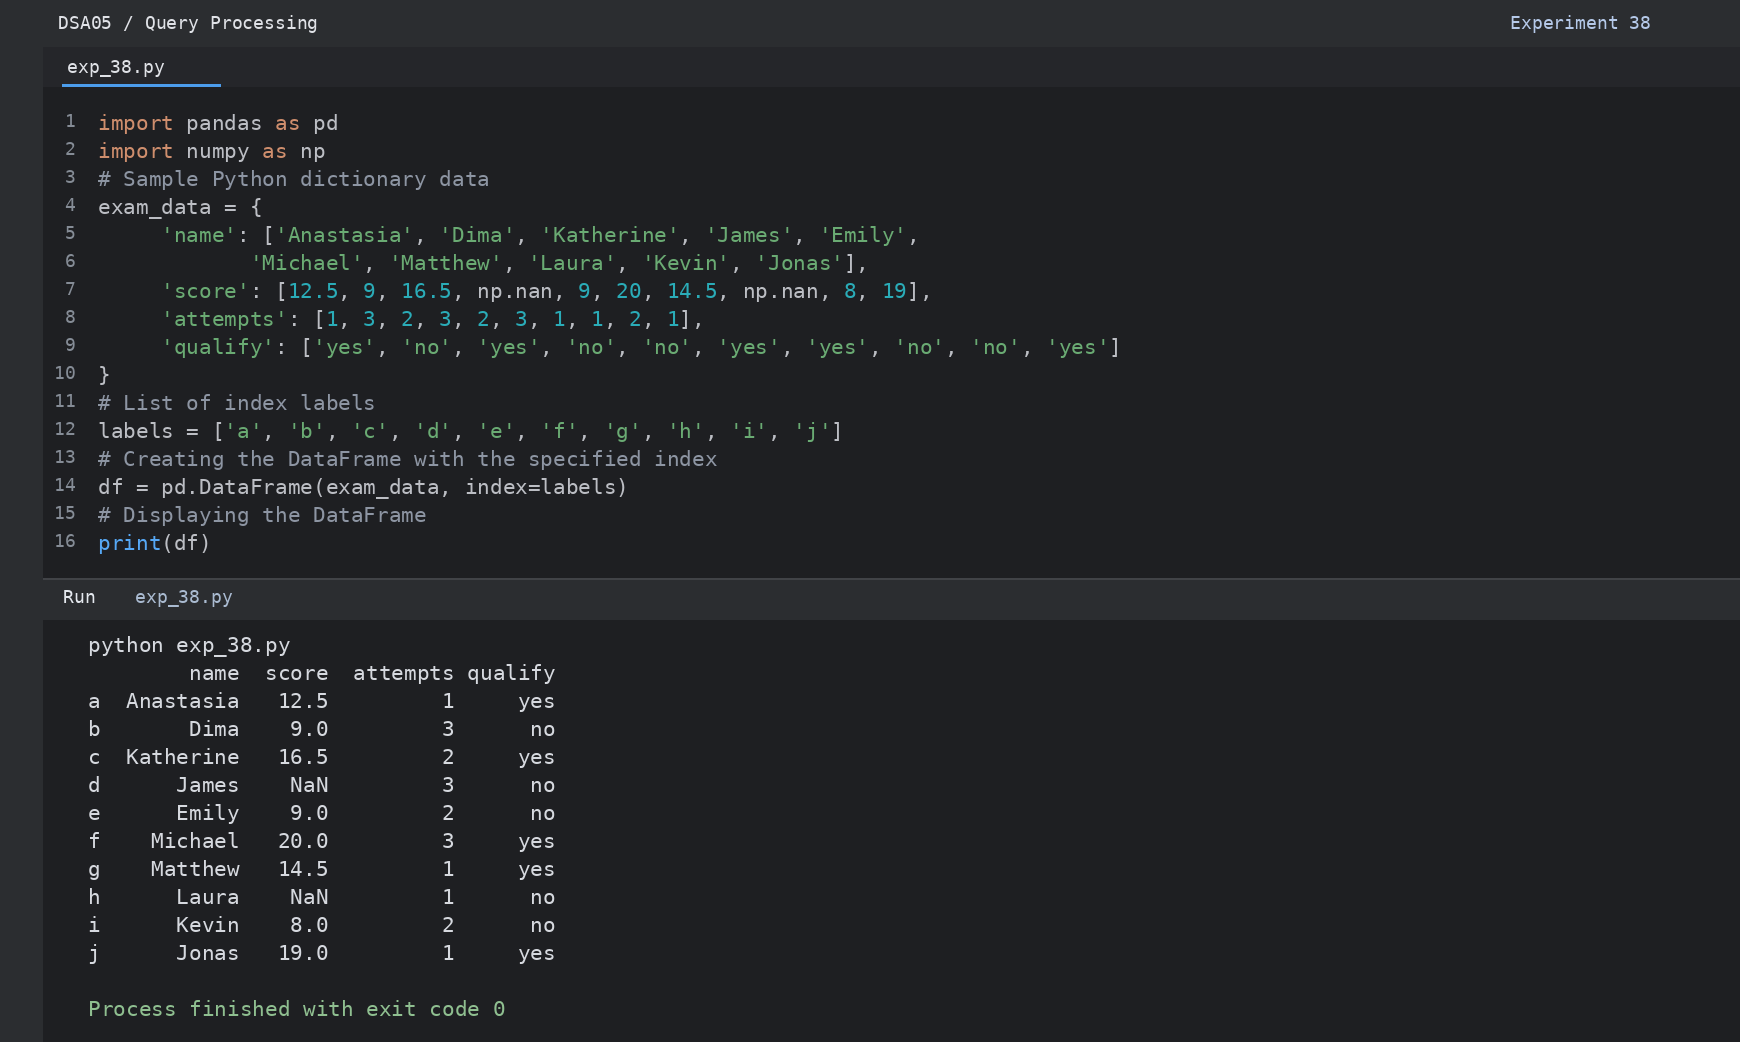 DSA05 / Query Processing
Experiment 38
exp_38.py
1 import pandas as pd
2 import numpy as np
3 # Sample Python dictionary data
4 exam_data = {
5      'name': ['Anastasia', 'Dima', 'Katherine', 'James', 'Emily',
6             'Michael', 'Matthew', 'Laura', 'Kevin', 'Jonas'],
7      'score': [12.5, 9, 16.5, np.nan, 9, 20, 14.5, np.nan, 8, 19],
8      'attempts': [1, 3, 2, 3, 2, 3, 1, 1, 2, 1],
9      'qualify': ['yes', 'no', 'yes', 'no', 'no', 'yes', 'yes', 'no', 'no', 'yes']
10 }
11 # List of index labels
12 labels = ['a', 'b', 'c', 'd', 'e', 'f', 'g', 'h', 'i', 'j']
13 # Creating the DataFrame with the specified index
14 df = pd.DataFrame(exam_data, index=labels)
15 # Displaying the DataFrame
16 print(df)
Run exp_38.py
python exp_38.py
        name  score  attempts qualify
a  Anastasia   12.5         1     yes
b       Dima    9.0         3      no
c  Katherine   16.5         2     yes
d      James    NaN         3      no
e      Emily    9.0         2      no
f    Michael   20.0         3     yes
g    Matthew   14.5         1     yes
h      Laura    NaN         1      no
i      Kevin    8.0         2      no
j      Jonas   19.0         1     yes
Process finished with exit code 0